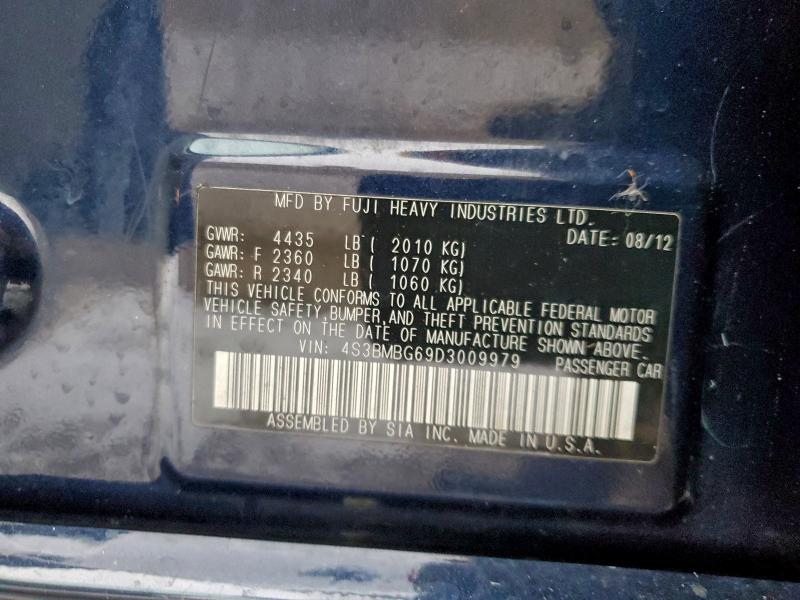 MFD BY FUJI HEAVY INDUSTRIES LTD.
DATE: 08/12
GVWR: 4435 LB ( 2010 KG)
GAWR: F 2360 LB ( 1070 KG)
GAWR: R 2340 LB ( 1060 KG)
THIS VEHICLE CONFORMS TO ALL APPLICABLE FEDERAL MOTOR
VEHICLE SAFETY, BUMPER, AND THEFT PREVENTION STANDARDS
IN EFFECT ON THE DATE OF MANUFACTURE SHOWN ABOVE.
VIN: 4S3BMBG69D3009979 PASSENGER CAR
ASSEMBLED BY SIA INC. MADE IN U.S.A.